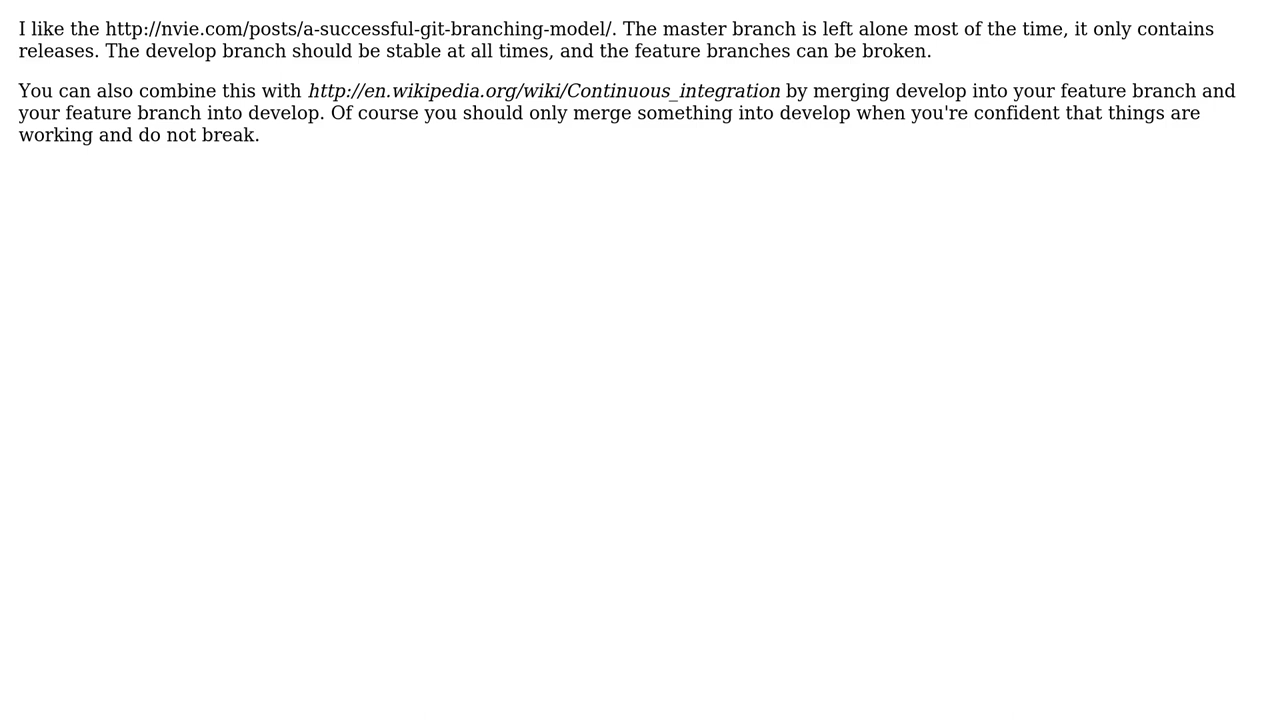 I like the http://nvie.com/posts/a-successful-git-branching-model/. The master branch is left alone most of the time, it only contains
releases. The develop branch should be stable at all times, and the feature branches can be broken.
You can also combine this with http://en.wikipedia.org/wiki/Continuous_integration by merging develop into your feature branch and
your feature branch into develop. Of course you should only merge something into develop when you're confident that things are
working and do not break.